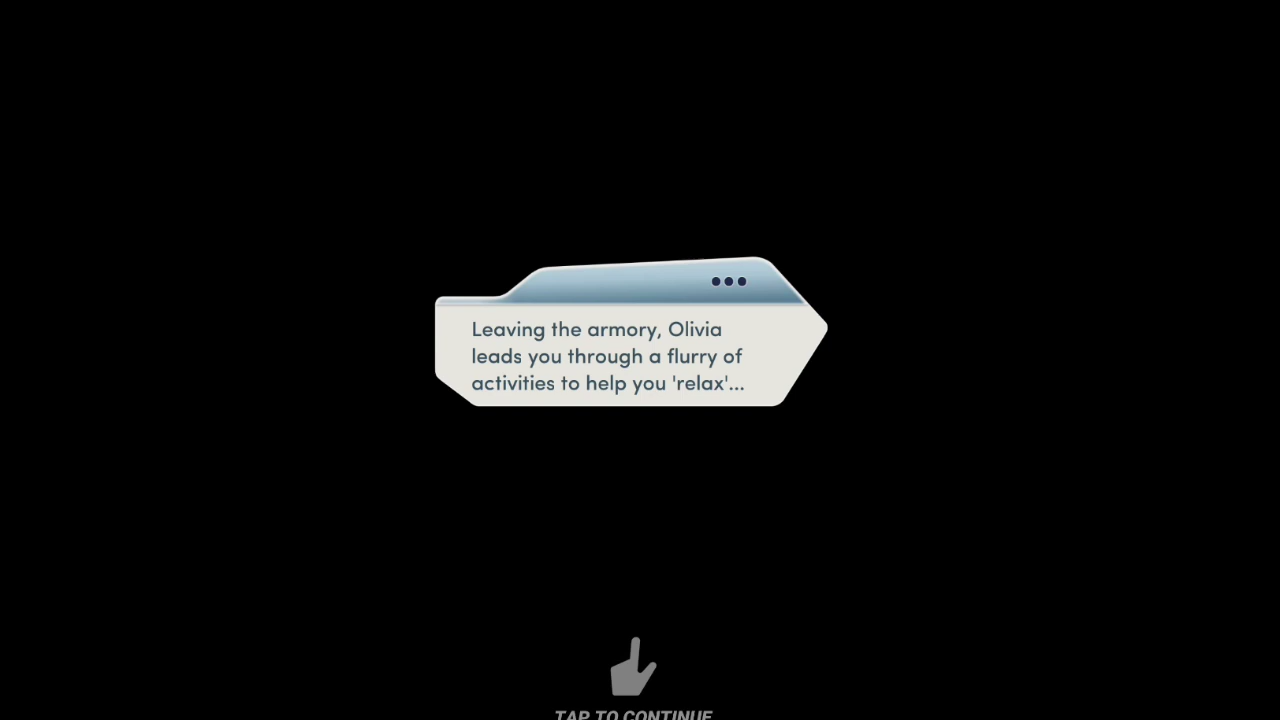 Leaving the armory, Olivia
leads you through a flurry of
activities to help you 'relax'...
TAP TO CONTINUE